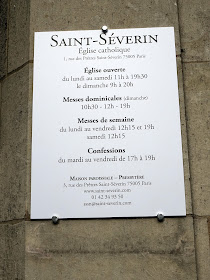 SAINT-SÉVERIN
Église catholique
1, rue des Prêtres Saint-Séverin 75005 Paris
Église ouverte
du lundi au samedi 11h à 19h30
le dimanche 9h à 20h
Messes dominicales (dimanche)
10h30 - 12h - 19h
Messes de semaine
du lundi au vendredi 12h15 et 19h
samedi 12h15
Confessions
du mardi au vendredi de 17h à 19h
MAISON PAROISSIALE – PRESBYTÈRE
3, rue des Prêtres Saint-Séverin 75005 Paris
www.saint-severin.com
01 42 34 93 50